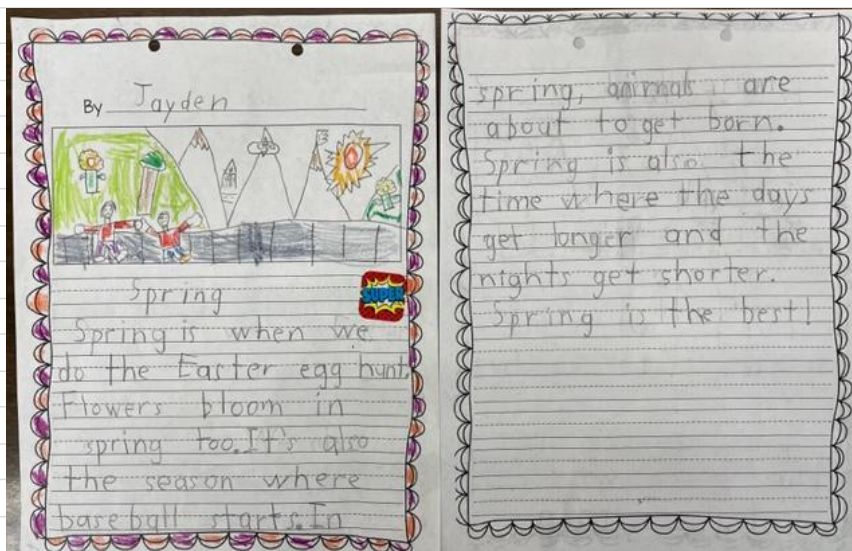 By Jayden
Spring
SUPER
Spring is when we
do the Easter egg hunt.
Flowers bloom in
spring too. It's also
the season where
baseball starts. In
spring, animals are
about to get born.
Spring is also the
time where the days
get longer and the
nights get shorter.
Spring is the best!